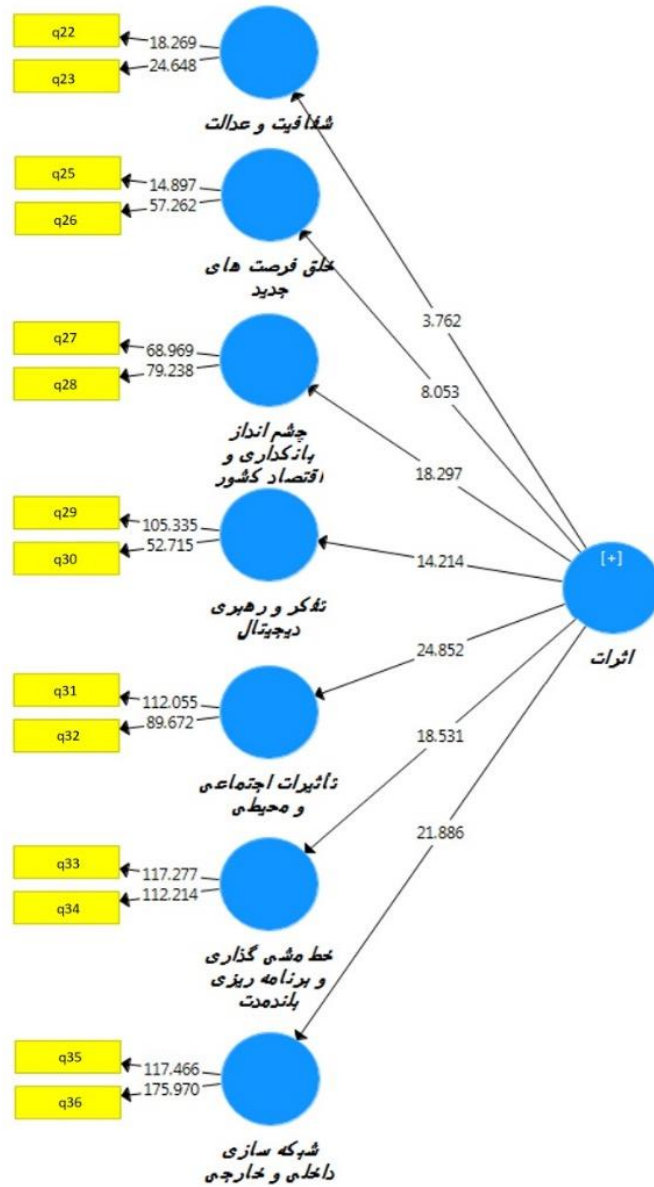 q22
18.269
q23
24.648
شفافیت و عدالت
q25
14.897
q26
57.262
خلق فرصت های
جدید
3.762
q27
68.969
q28
79.238
8.053
چشم انداز
بانکداری و
اقتصاد کشور
18.297
q29
105.335
q30
52.715
14.214
[+]
تفکر و رهبری
دیجیتال
اثرات
q31
112.055
q32
89.672
24.852
تأثیرات اجتماعی
و محیطی
18.531
q33
117.277
q34
112.214
21.886
خط مشی گذاری
و برنامه ریزی
بلندمدت
q35
117.466
q36
175.970
شبکه سازی
داخلی و خارجی